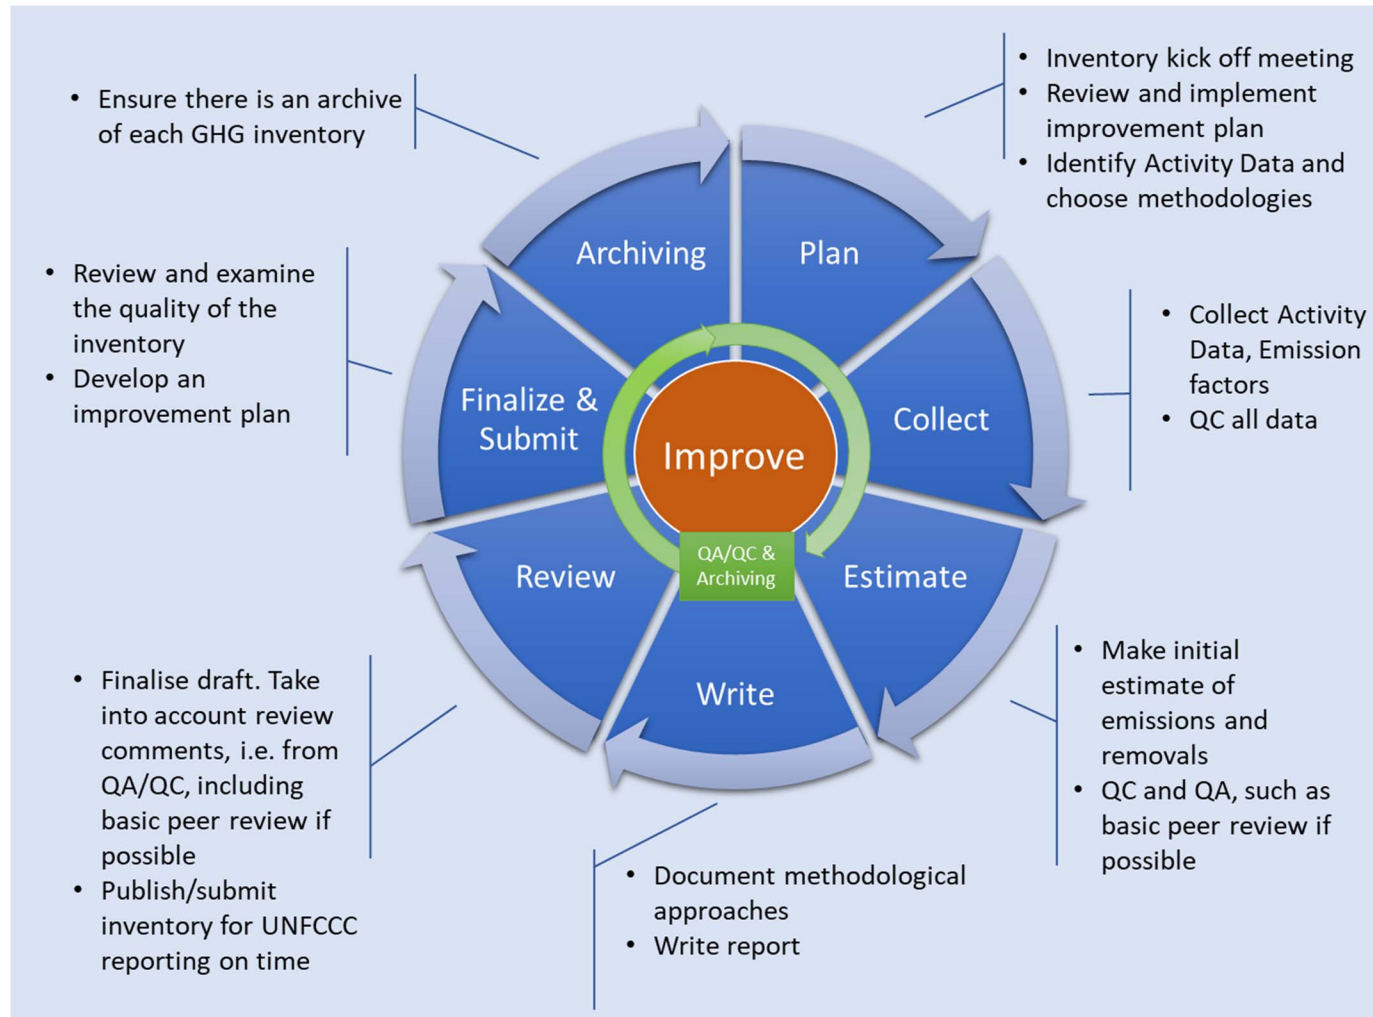 • Ensure there is an archive
of each GHG inventory
• Inventory kick off meeting
• Review and implement
improvement plan
• Identify Activity Data and
choose methodologies
Archiving
Plan
• Review and examine
the quality of the
inventory
• Develop an
improvement plan
• Collect Activity
Data, Emission
factors
• QC all data
Finalize &
Submit
Collect
Improve
QA/QC &
Archiving
Review
Estimate
Write
• Finalise draft. Take
into account review
comments, i.e. from
QA/QC, including
basic peer review if
possible
• Publish/submit
inventory for UNFCCC
reporting on time
• Make initial
estimate of
emissions and
removals
• QC and QA, such as
basic peer review if
possible
• Document methodological
approaches
• Write report